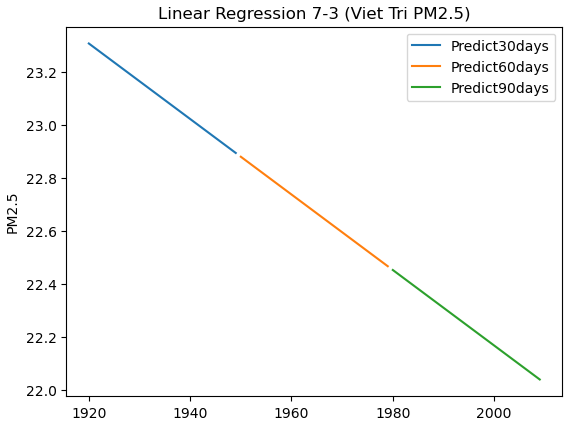 Linear Regression 7-3 (Viet Tri PM2.5)
Predict30days
Predict60days
Predict90days
PM2.5
23.2
23.0
22.8
22.6
22.4
22.2
22.0
1920
1940
1960
1980
2000